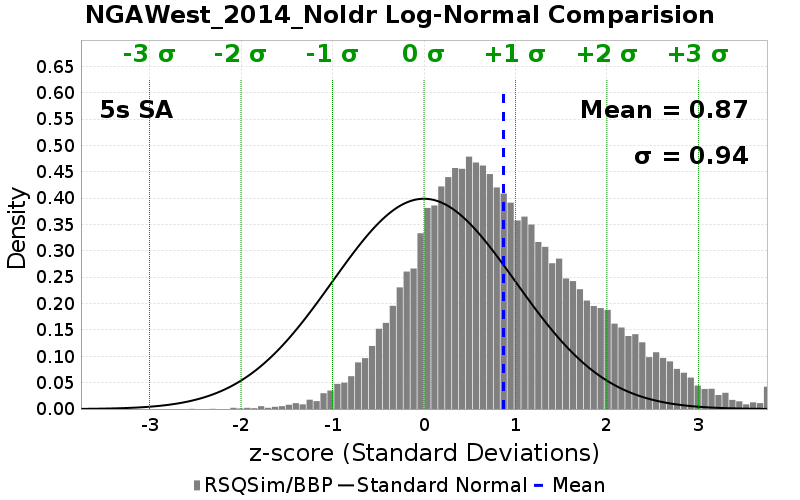 NGAWest_2014_NoIdr Log-Normal Comparision
-3 σ -2 σ -1 σ 0 σ +1 σ +2 σ +3 σ
5s SA
Mean = 0.87
σ = 0.94
Density
0.65
0.60
0.55
0.50
0.45
0.40
0.35
0.30
0.25
0.20
0.15
0.10
0.05
0.00
-3 -2 -1 0 1 2 3
z-score (Standard Deviations)
RSQSim/BBP Standard Normal Mean